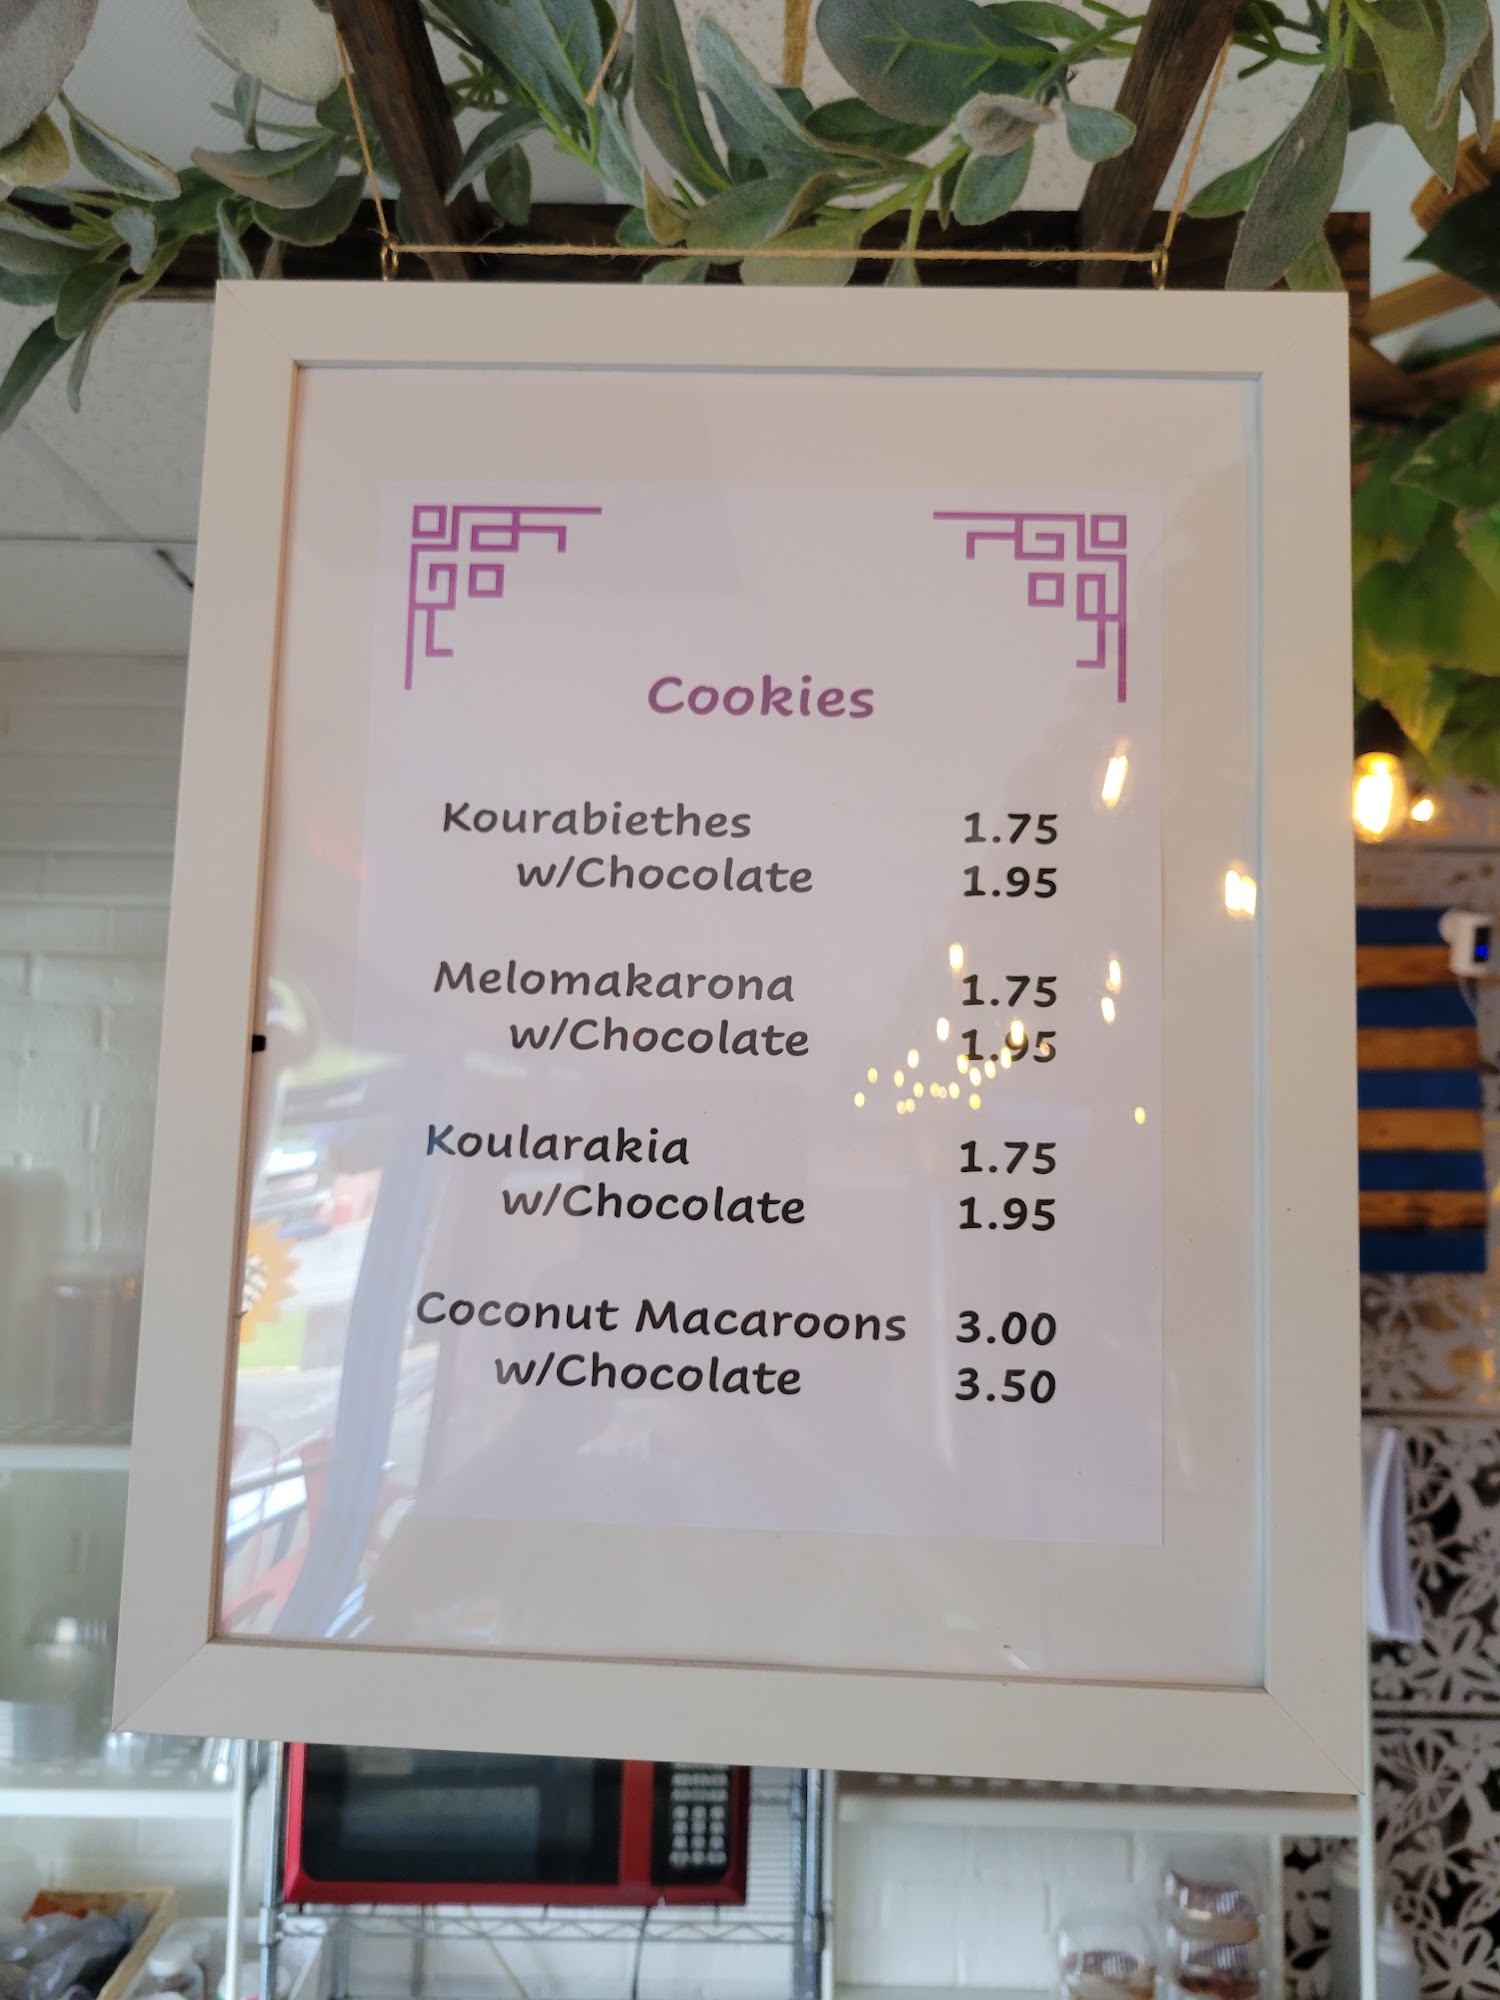 Cookies
Kourabiethes 1.75
w/Chocolate 1.95
Melomakarona 1.75
w/Chocolate 1.95
Koularakia 1.75
w/Chocolate 1.95
Coconut Macaroons 3.00
w/Chocolate 3.50